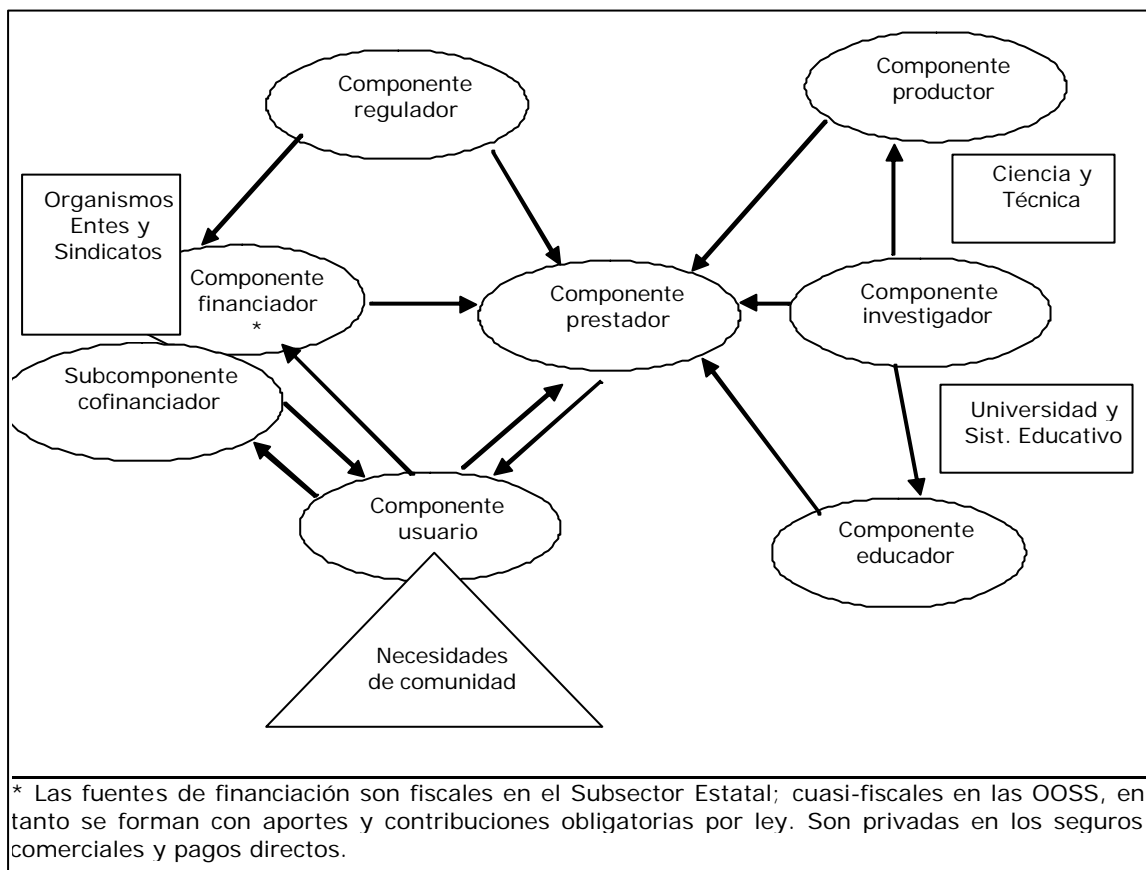 Componente
regulador
Componente
productor
Organismos
Entes y
Sindicatos
Ciencia y
Técnica
Componente
financiador
*
Componente
prestador
Componente
investigador
Subcomponente
cofinanciador
Universidad y
Sist. Educativo
Componente
usuario
Componente
educador
Necesidades
de comunidad
* Las fuentes de financiación son fiscales en el Subsector Estatal; cuasi-fiscales en las OOSS, en
tanto se forman con aportes y contribuciones obligatorias por ley. Son privadas en los seguros
comerciales y pagos directos.